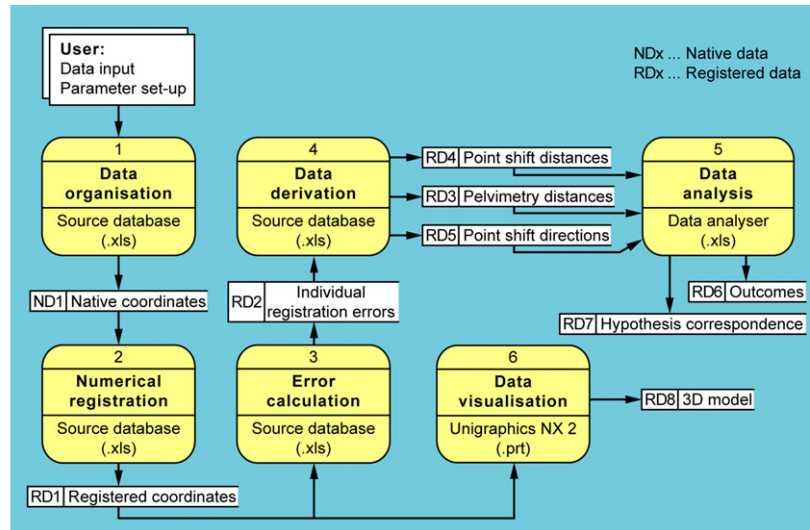 User:
Data input
Parameter set-up
NDx ... Native data
RDx ... Registered data
1
Data
organisation
Source database
(.xls)
4
Data
derivation
Source database
(.xls)
RD4 Point shift distances
RD3 Pelvimetry distances
RD5 Point shift directions
5
Data
analysis
Data analyser
(.xls)
ND1 Native coordinates
RD2 Individual
registration errors
RD6 Outcomes
RD7 Hypothesis correspondence
2
Numerical
registration
Source database
(.xls)
3
Error
calculation
Source database
(.xls)
6
Data
visualisation
Unigraphics NX 2
(.prt)
RD8 3D model
RD1 Registered coordinates